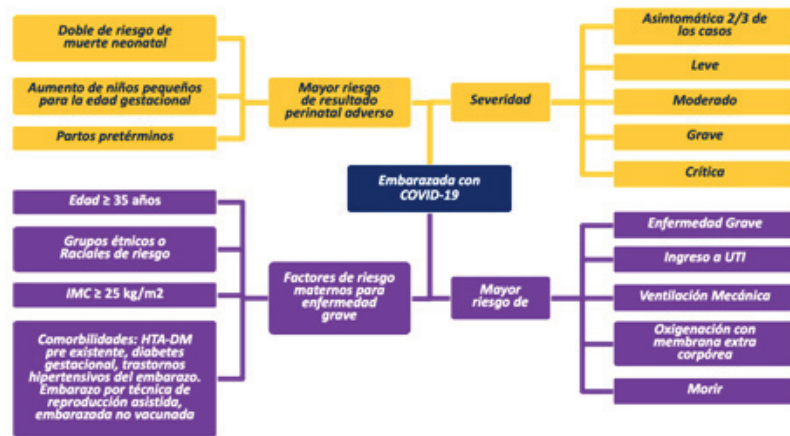 Doble de riesgo de
muerte neonatal
Aumento de niños pequeños
para la edad gestacional
Partos pretérminos
Mayor riesgo
de resultado
perinatal adverso
Severidad
Asintomática 2/3 de
los casos
Leve
Moderado
Grave
Crítica
Embarazada con
COVID-19
Edad ≥ 35 años
Grupos étnicos o
Raciales de riesgo
IMC ≥ 25 kg/m2
Comorbilidades: HTA-DM
pre existente, diabetes
gestacional, trastornos
hipertensivos del embarazo.
Embarazo por técnica de
reproducción asistida,
embarazada no vacunada
Factores de riesgo
maternos para
enfermedad
grave
Mayor
riesgo de
Enfermedad Grave
Ingreso a UTI
Ventilación Mecánica
Oxigenación con
membrana extra
corpórea
Morir